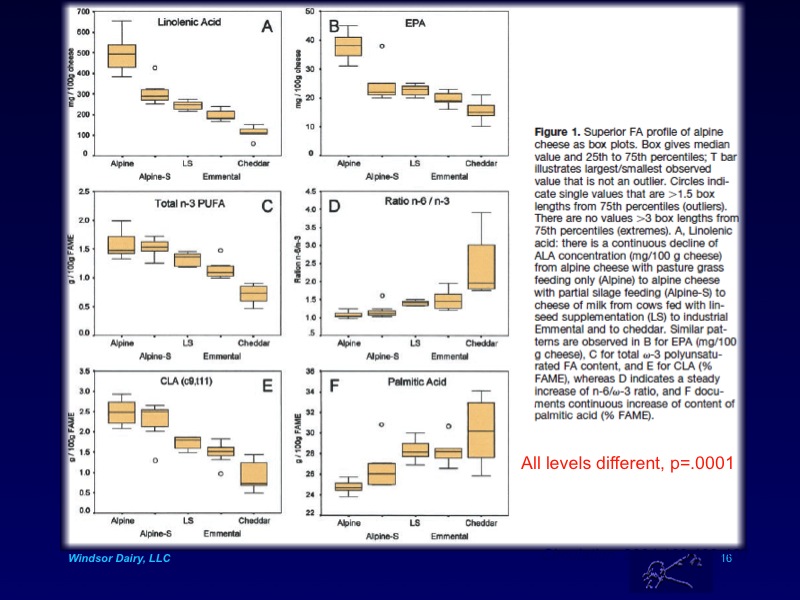 Linolenic Acid
A
mg / 100g cheese
700
600
500
400
300
200
100
0
Alpine
LS
Cheddar
Alpine-S
Emmental
EPA
B
mg / 100g cheese
50
40
30
20
10
0
Alpine
LS
Cheddar
Alpine-S
Emmental
Total n-3 PUFA
C
g / 100g FAME
2.5
2.0
1.5
1.0
0.5
0.0
Alpine
LS
Cheddar
Alpine-S
Emmental
Ratio n-6 / n-3
D
Ration n-6/n-3
4.5
4.0
3.5
3.0
2.5
2.0
1.5
1.0
.5
Alpine
LS
Cheddar
Alpine-S
Emmental
CLA (c9,t11)
E
g / 100g FAME
3.5
3.0
2.5
2.0
1.5
1.0
0.5
0.0
Alpine
LS
Cheddar
Alpine-S
Emmental
Palmitic Acid
F
g / 100g FAME
36
34
32
30
28
26
24
22
Alpine
LS
Cheddar
Alpine-S
Emmental
Figure 1. Superior FA profile of alpine
cheese as box plots. Box gives median
value and 25th to 75th percentiles; T bar
illustrates largest/smallest observed
value that is not an outlier. Circles indi-
cate single values that are >1.5 box
lengths from 75th percentiles (outliers).
There are no values >3 box lengths from
75th percentiles (extremes). A, Linolenic
acid: there is a continuous decline of
ALA concentration (mg/100 g cheese)
from alpine cheese with pasture grass
feeding only (Alpine) to alpine cheese
with partial silage feeding (Alpine-S) to
cheese of milk from cows fed with lin-
seed supplementation (LS) to industrial
Emmental and to cheddar. Similar pat-
terns are observed in B for EPA (mg/100
g cheese), C for total ω-3 polyunsatu-
rated FA content, and E for CLA (%
FAME), whereas D indicates a steady
increase of n-6/ω-3 ratio, and F docu-
ments continuous increase of content of
palmitic acid (% FAME).
All levels different, p=.0001
Windsor Dairy, LLC
16